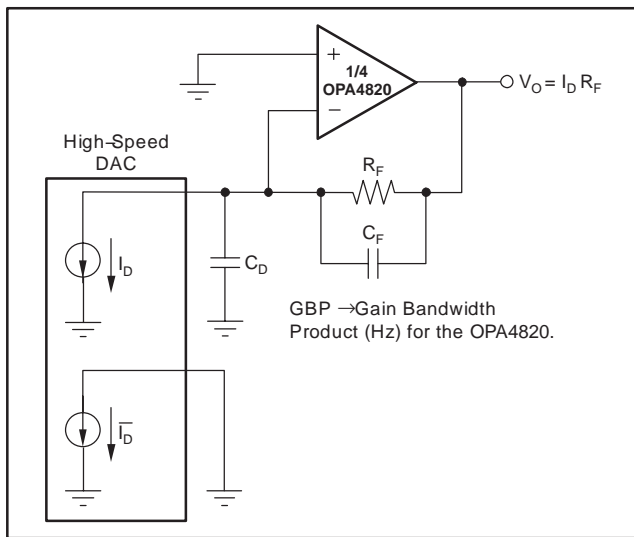 +
1/4
OPA4820
−
V_O = I_D R_F
High–Speed
DAC
R_F
C_F
I_D
C_D
GBP →Gain Bandwidth
Product (Hz) for the OPA4820.
I̅_D